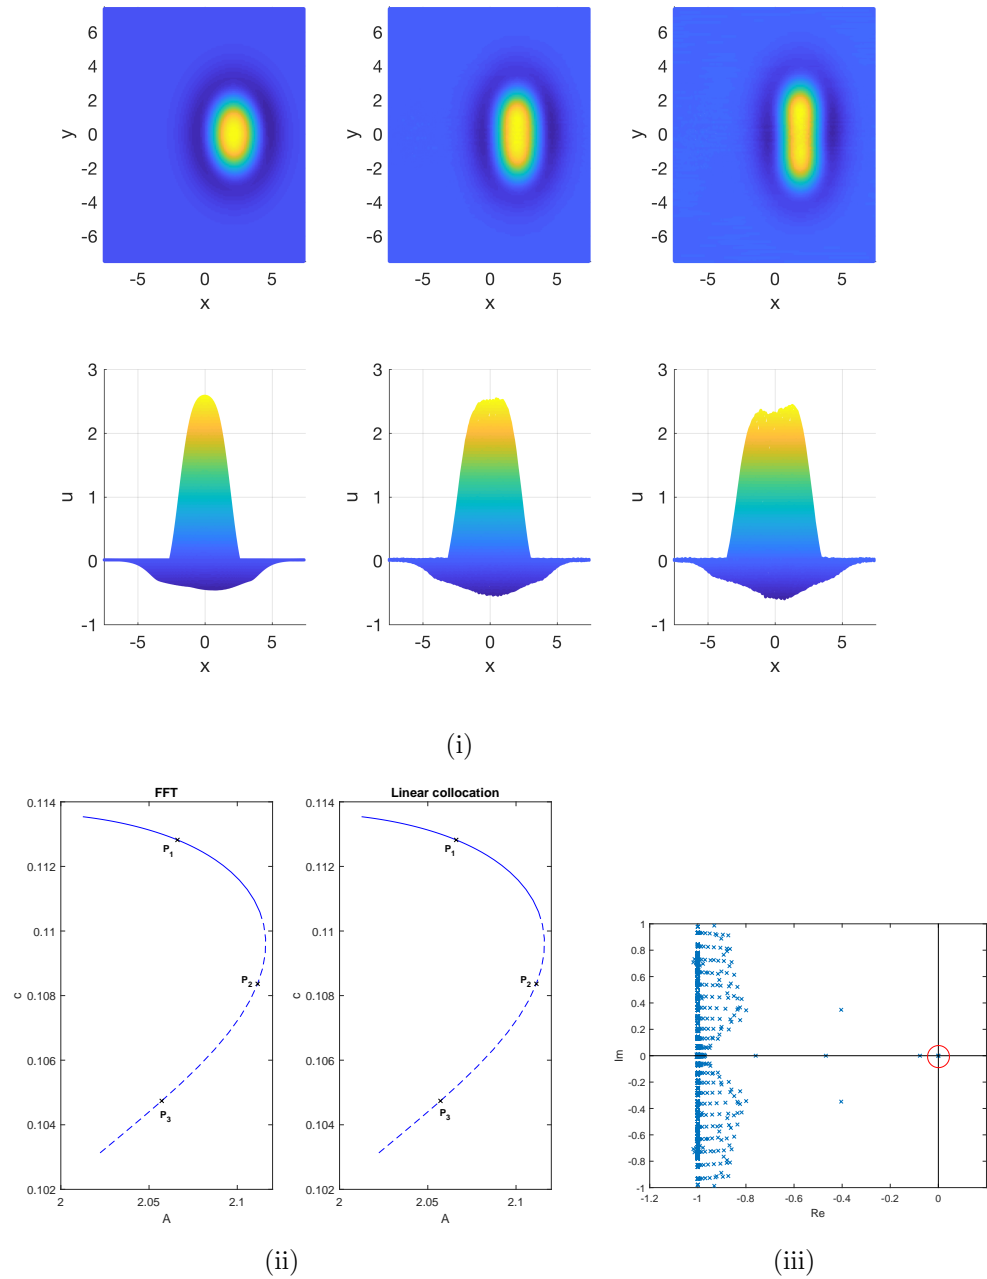 6
4
2
0
-2
-4
-6
y
-5 0 5
x
6
4
2
0
-2
-4
-6
y
-5 0 5
x
6
4
2
0
-2
-4
-6
y
-5 0 5
x
3
2
1
0
-1
u
-5 0 5
x
3
2
1
0
-1
u
-5 0 5
x
3
2
1
0
-1
u
-5 0 5
x
(i)
FFT
0.114
0.112
0.11
0.108
0.106
0.104
0.102
c
P1
P2
P3
2 2.05 2.1
A
Linear collocation
0.114
0.112
0.11
0.108
0.106
0.104
0.102
c
P1
P2
P3
2 2.05 2.1
A
(ii)
1
0.8
0.6
0.4
0.2
0
-0.2
-0.4
-0.6
-0.8
-1
Im
-1.2 -1 -0.8 -0.6 -0.4 -0.2 0
Re
(iii)